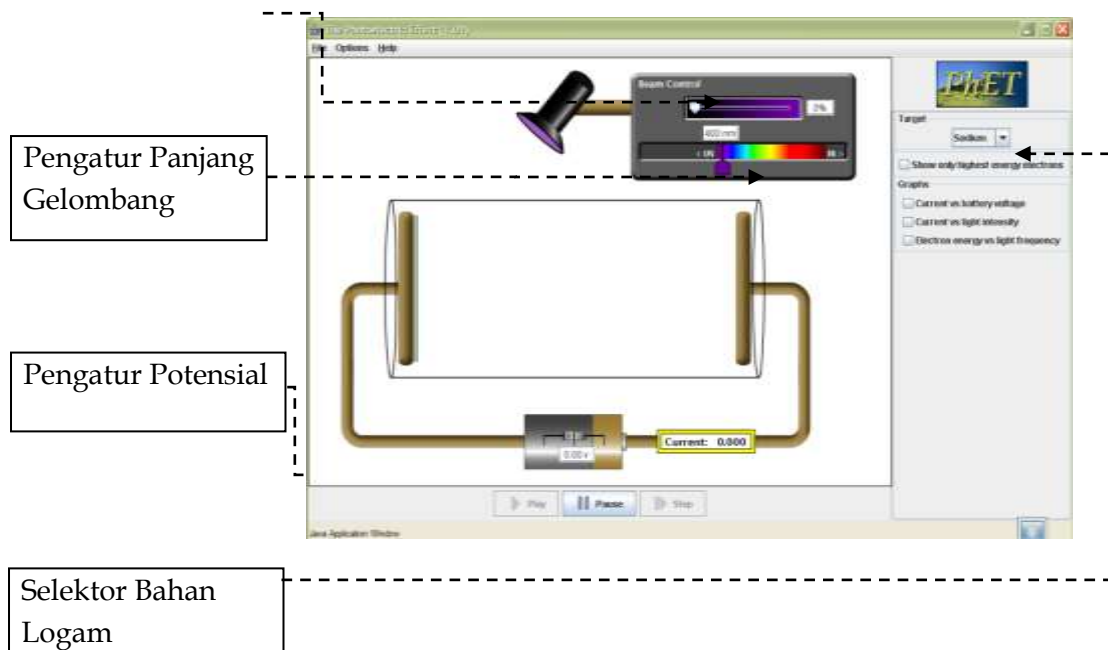 File Options Help
Beam Control
0%
400 nm
< UV
IR >
PhET
Target
Sodium
Show only highest energy electrons
Graphs
Current vs battery voltage
Current vs light intensity
Electron energy vs light frequency
Pengatur Panjang
Gelombang
Pengatur Potensial
0.00 v
Current: 0.000
Play
Pause
Step
Java Application Window
Selektor Bahan
Logam